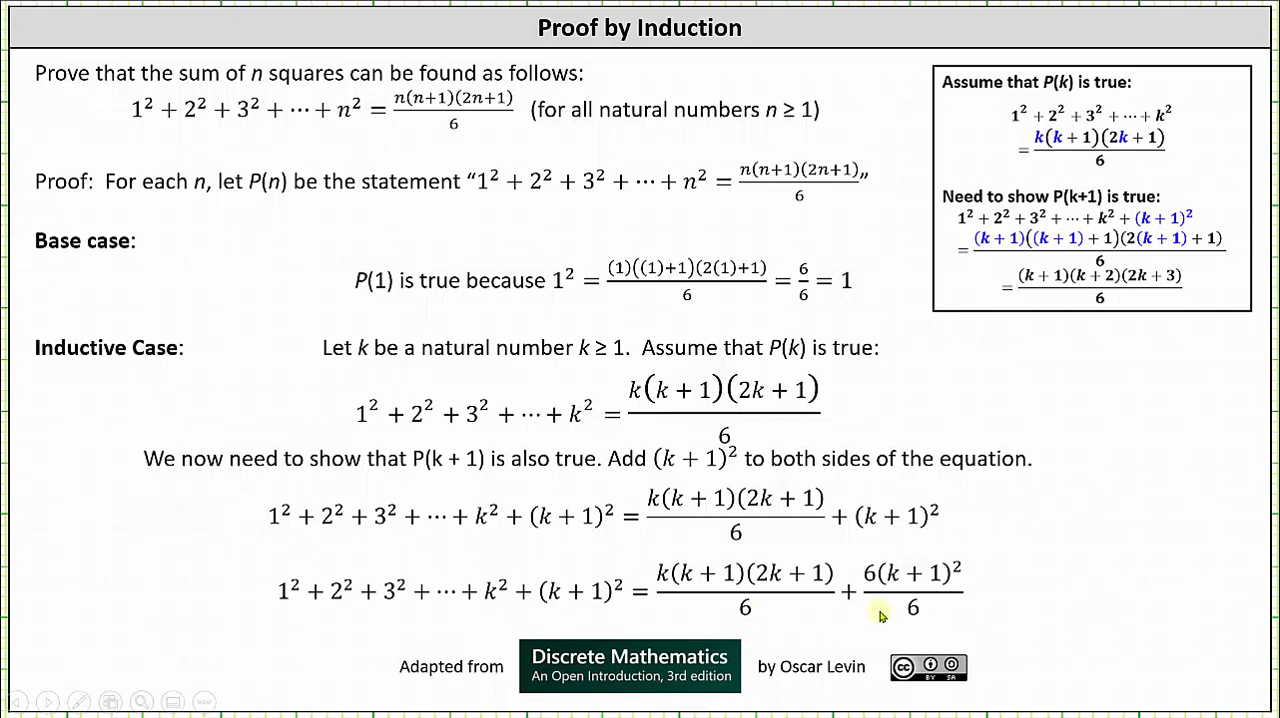 Proof by Induction
Prove that the sum of n squares can be found as follows:
1² + 2² + 3² + ⋯ + n² = n(n+1)(2n+1)/6 (for all natural numbers n ≥ 1)
Proof: For each n, let P(n) be the statement “1² + 2² + 3² + ⋯ + n² = n(n+1)(2n+1)/6”
Base case:
P(1) is true because 1² = (1)((1)+1)(2(1)+1)/6 = 6/6 = 1
Inductive Case: Let k be a natural number k ≥ 1. Assume that P(k) is true:
1² + 2² + 3² + ⋯ + k² = k(k + 1)(2k + 1)/6
We now need to show that P(k + 1) is also true. Add (k + 1)² to both sides of the equation.
1² + 2² + 3² + ⋯ + k² + (k + 1)² = k(k + 1)(2k + 1)/6 + (k + 1)²
1² + 2² + 3² + ⋯ + k² + (k + 1)² = k(k + 1)(2k + 1)/6 + 6(k + 1)²/6
Assume that P(k) is true:
1² + 2² + 3² + ⋯ + k²
= k(k + 1)(2k + 1)/6
Need to show P(k+1) is true:
1² + 2² + 3² + ⋯ + k² + (k + 1)²
= (k + 1)((k + 1) + 1)(2(k + 1) + 1)/6
= (k + 1)(k + 2)(2k + 3)/6
Adapted from
Discrete Mathematics
An Open Introduction, 3rd edition
by Oscar Levin
cc
BY SA